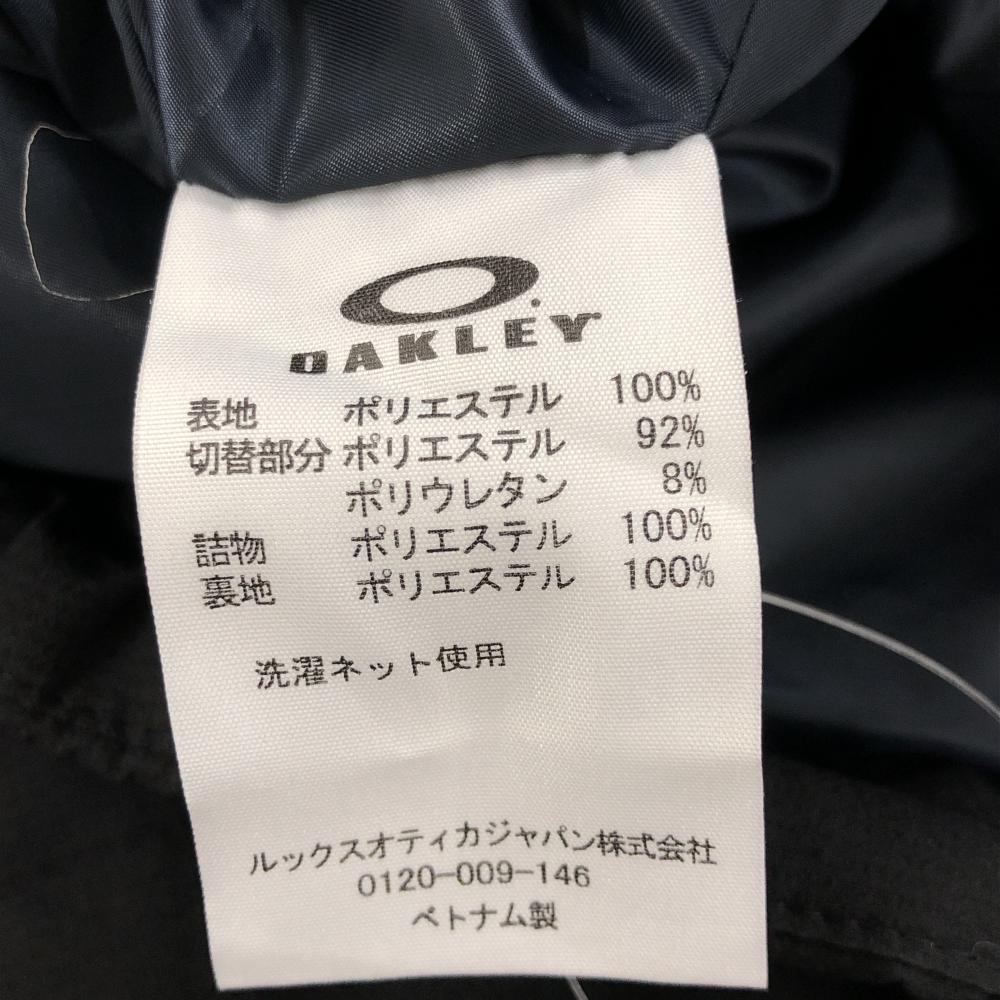 OAKLEY
表地 ポリエステル 100%
切替部分 ポリエステル 92%
ポリウレタン 8%
詰物 ポリエステル 100%
裏地 ポリエステル 100%
洗濯ネット使用
ルックスオティカジャパン株式会社
0120-009-146
ベトナム製